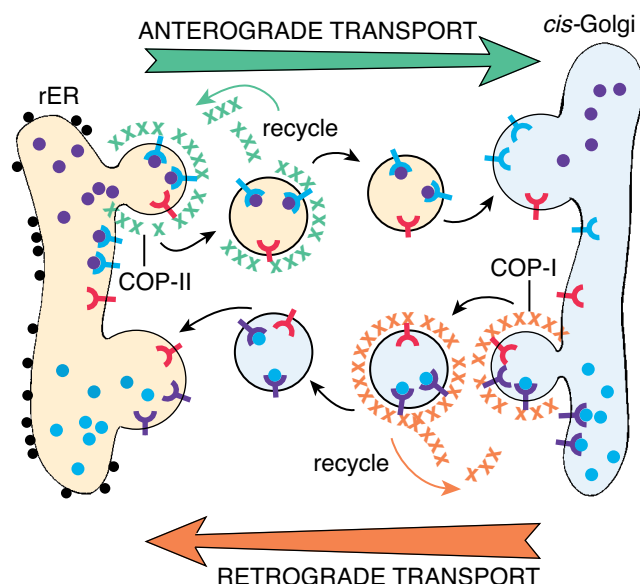 ANTEROGRADE TRANSPORT
cis-Golgi
rER
recycle
COP-II
COP-I
recycle
RETROGRADE TRANSPORT